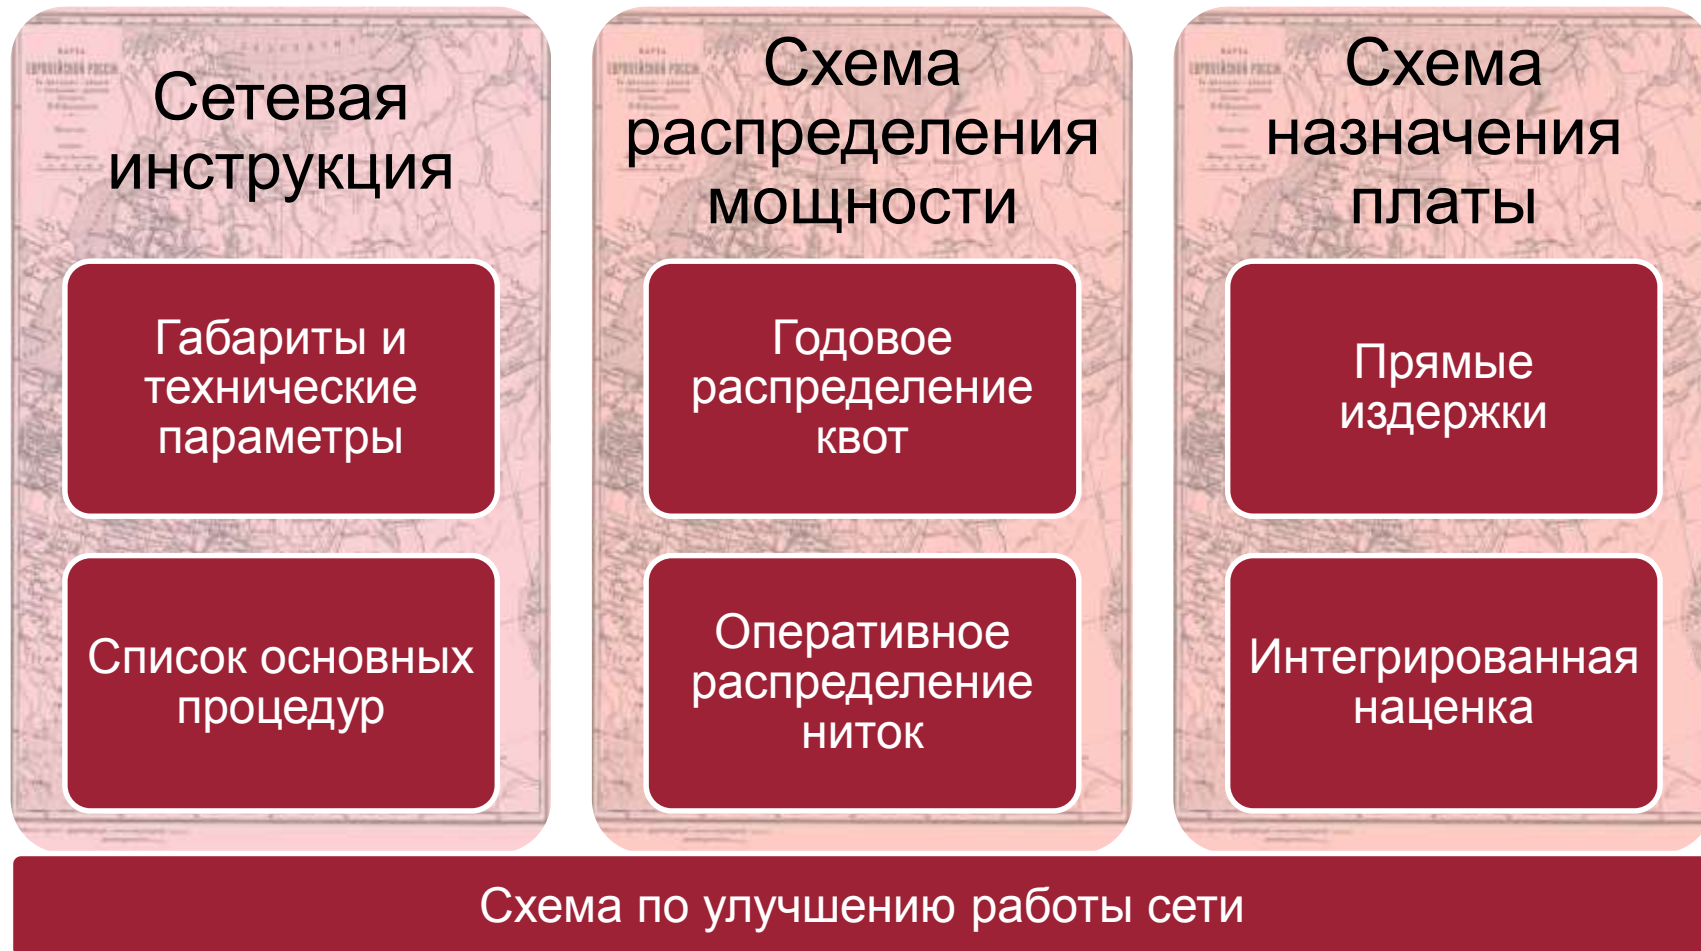 Сетевая
инструкция
Габариты и
технические
параметры
Список основных
процедур
Схема
распределения
мощности
Годовое
распределение
квот
Оперативное
распределение
ниток
Схема
назначения
платы
Прямые
издержки
Интегрированная
наценка
Схема по улучшению работы сети